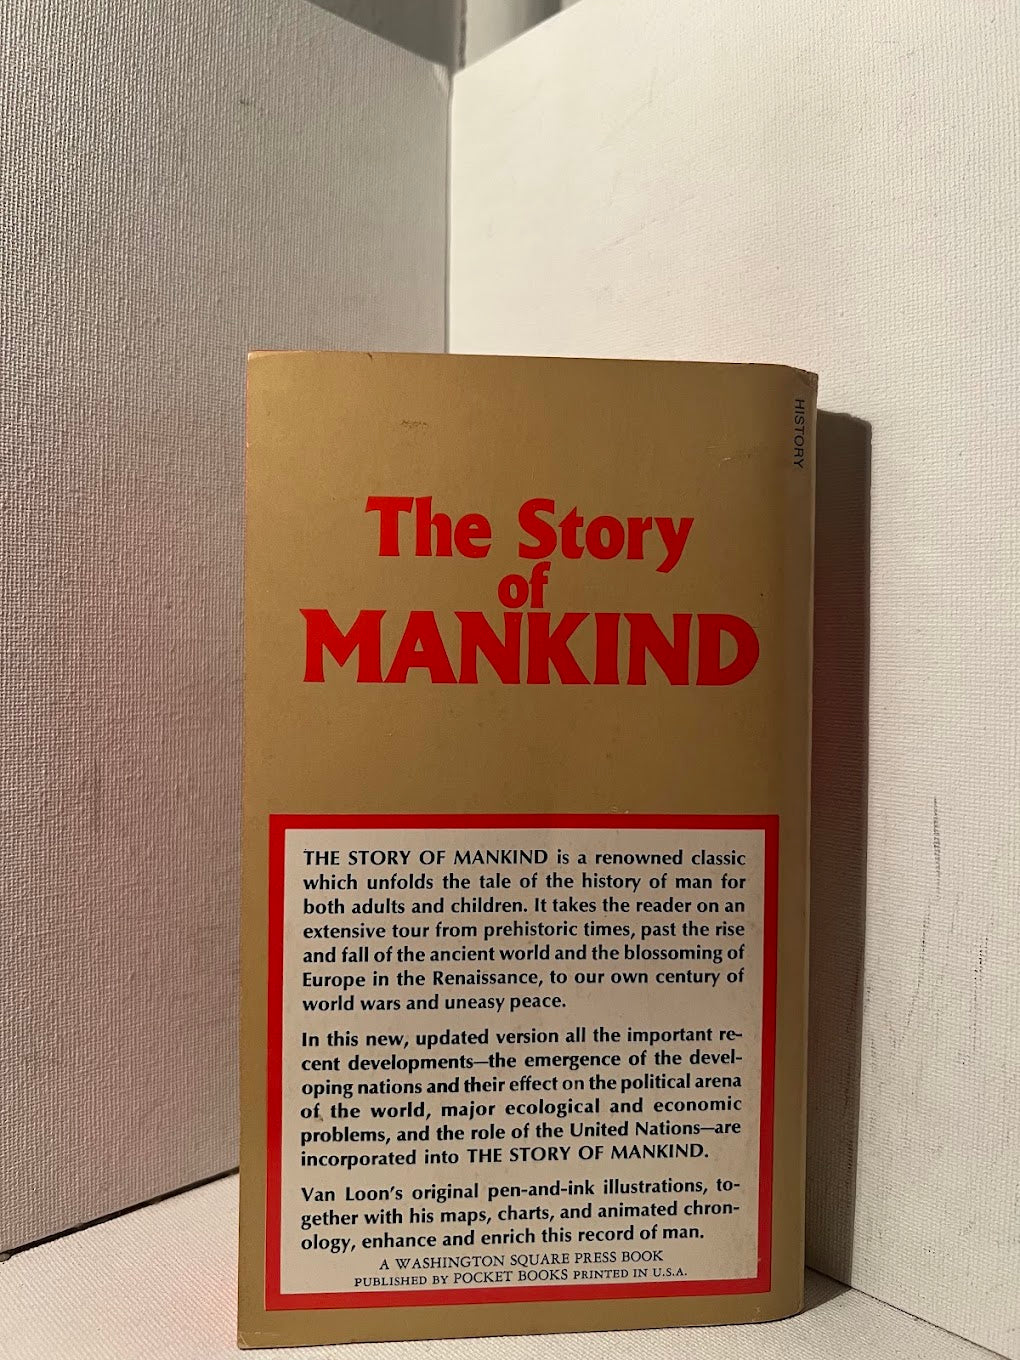 HISTORY
The Story
of
MANKIND
THE STORY OF MANKIND is a renowned classic
which unfolds the tale of the history of man for
both adults and children. It takes the reader on an
extensive tour from prehistoric times, past the rise
and fall of the ancient world and the blossoming of
Europe in the Renaissance, to our own century of
world wars and uneasy peace.
In this new, updated version all the important re-
cent developments—the emergence of the devel-
oping nations and their effect on the political arena
of the world, major ecological and economic
problems, and the role of the United Nations—are
incorporated into THE STORY OF MANKIND.
Van Loon's original pen-and-ink illustrations, to-
gether with his maps, charts, and animated chron-
ology, enhance and enrich this record of man.
A WASHINGTON SQUARE PRESS BOOK
PUBLISHED BY POCKET BOOKS PRINTED IN U.S.A.